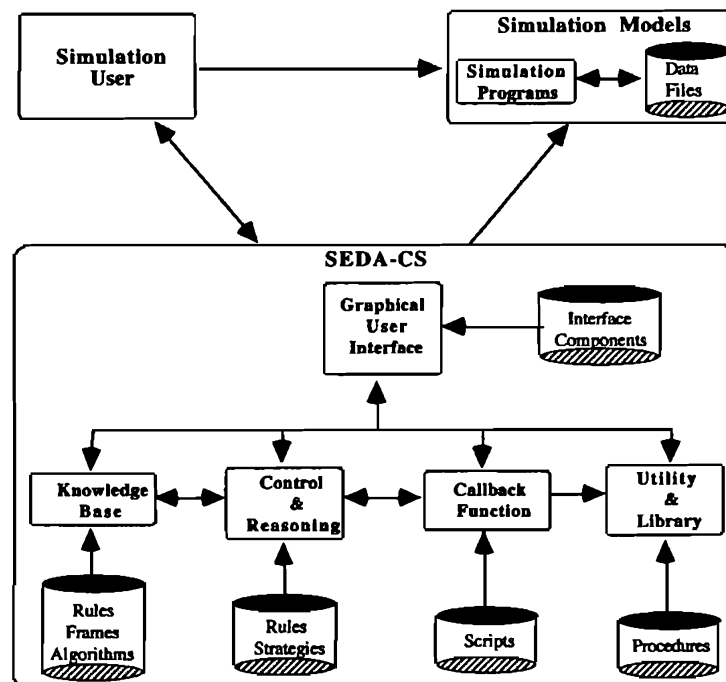 Simulation
User
Simulation Models
Simulation
Programs
Data
Files
SEDA-CS
Graphical
User
Interface
Interface
Components
Knowledge
Base
Control
&
Reasoning
Callback
Function
Utility
&
Library
Rules
Frames
Algorithms
Rules
Strategies
Scripts
Procedures